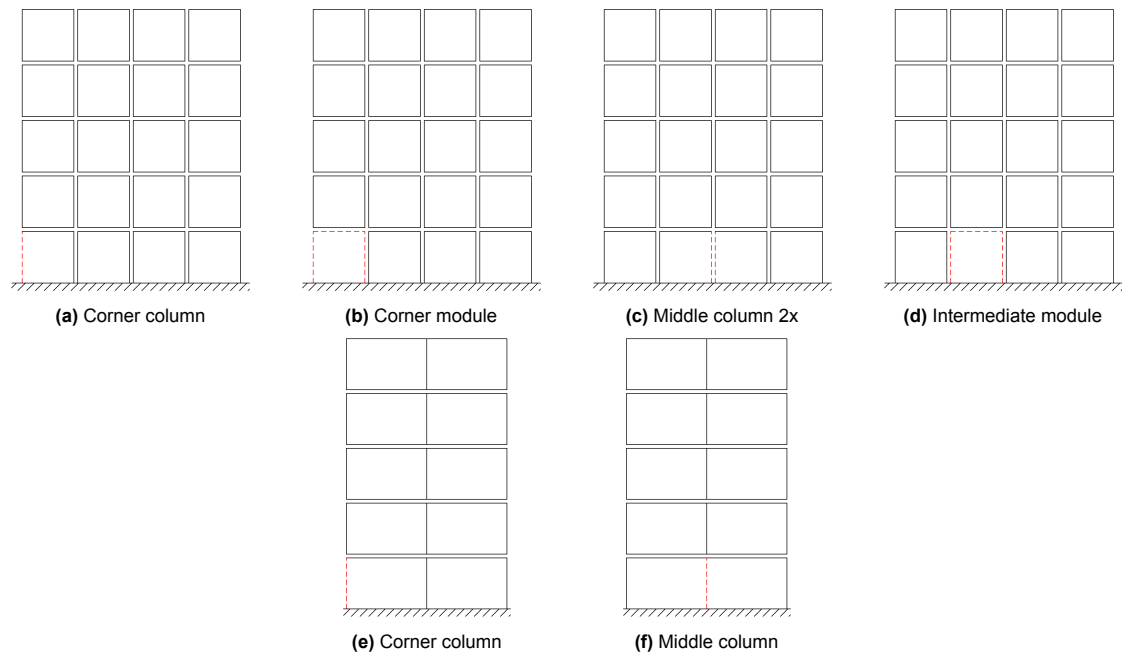 (a) Corner column
(b) Corner module
(c) Middle column 2x
(d) Intermediate module
(e) Corner column
(f) Middle column